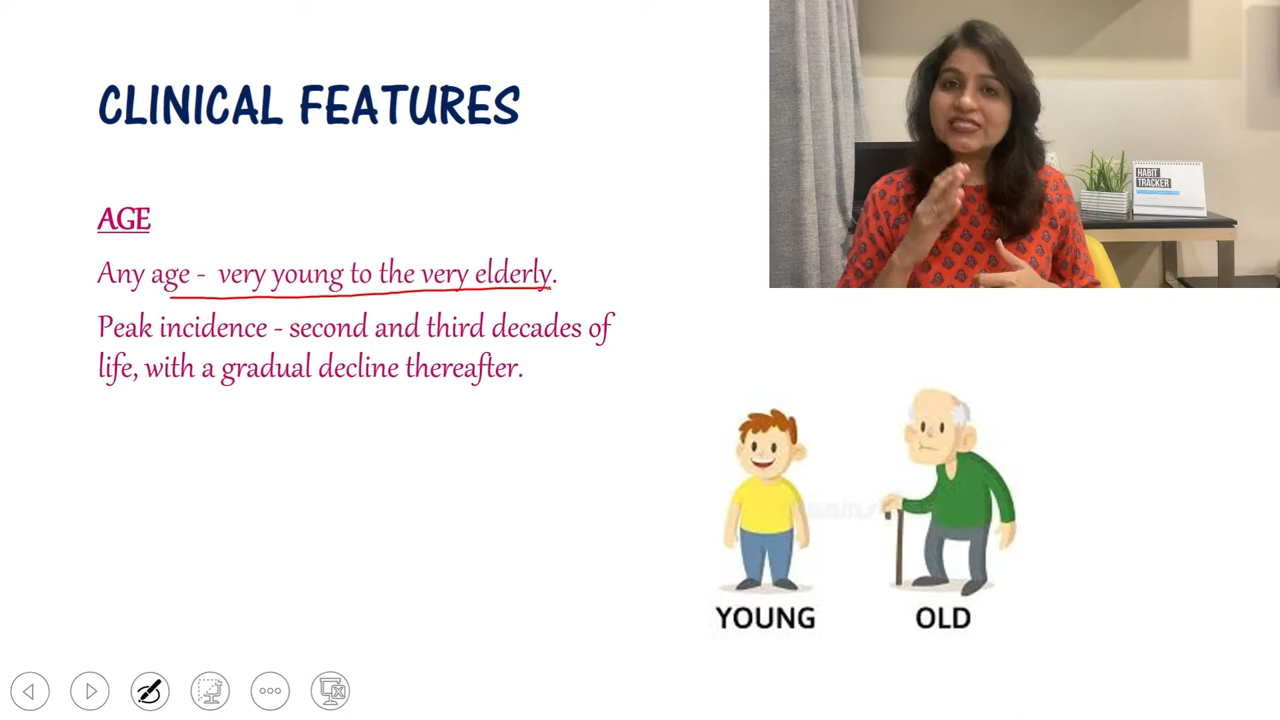 CLINICAL FEATURES
AGE
Any age - very young to the very elderly.
Peak incidence - second and third decades of
life, with a gradual decline thereafter.
HABIT
TRACKER
YOUNG
OLD